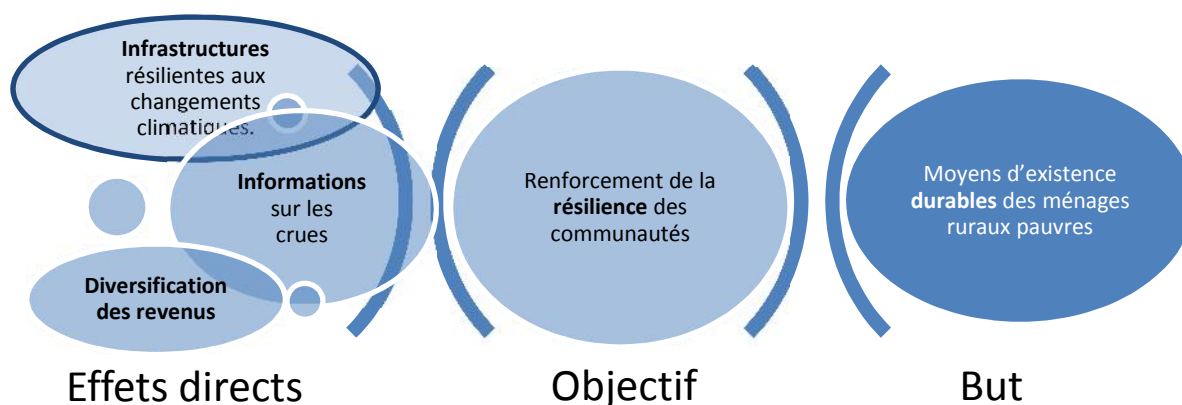 Infrastructures
résilientes aux
changements
climatiques.
Informations
sur les
crues
Diversification
des revenus
Effets directs
Renforcement de la
résilience des
communautés
Objectif
Moyens d'existence
durables des ménages
ruraux pauvres
But